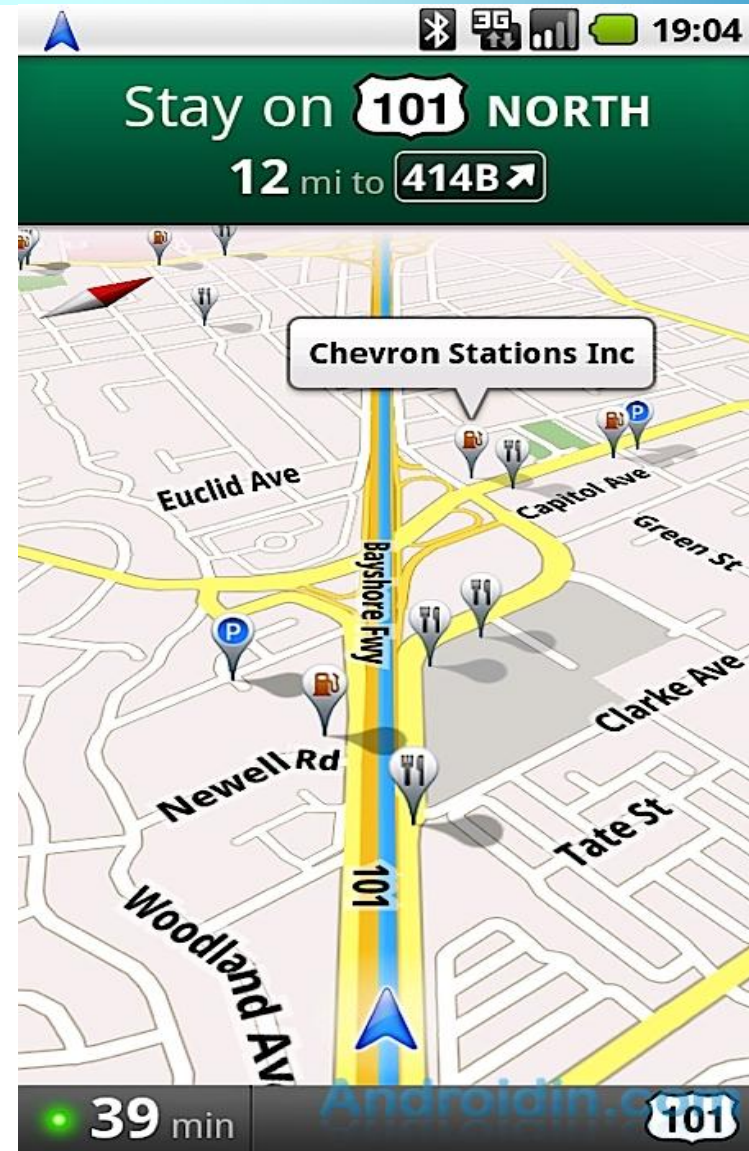 3G 19:04
Stay on 101 NORTH
12 mi to 414B
Chevron Stations Inc
P
Euclid Ave
Capitol Ave
Green St
Bayshore Fwy
P
Clarke Ave
Newell Rd
Tate St
101
Woodland Av
39 min
Androidin.com
101